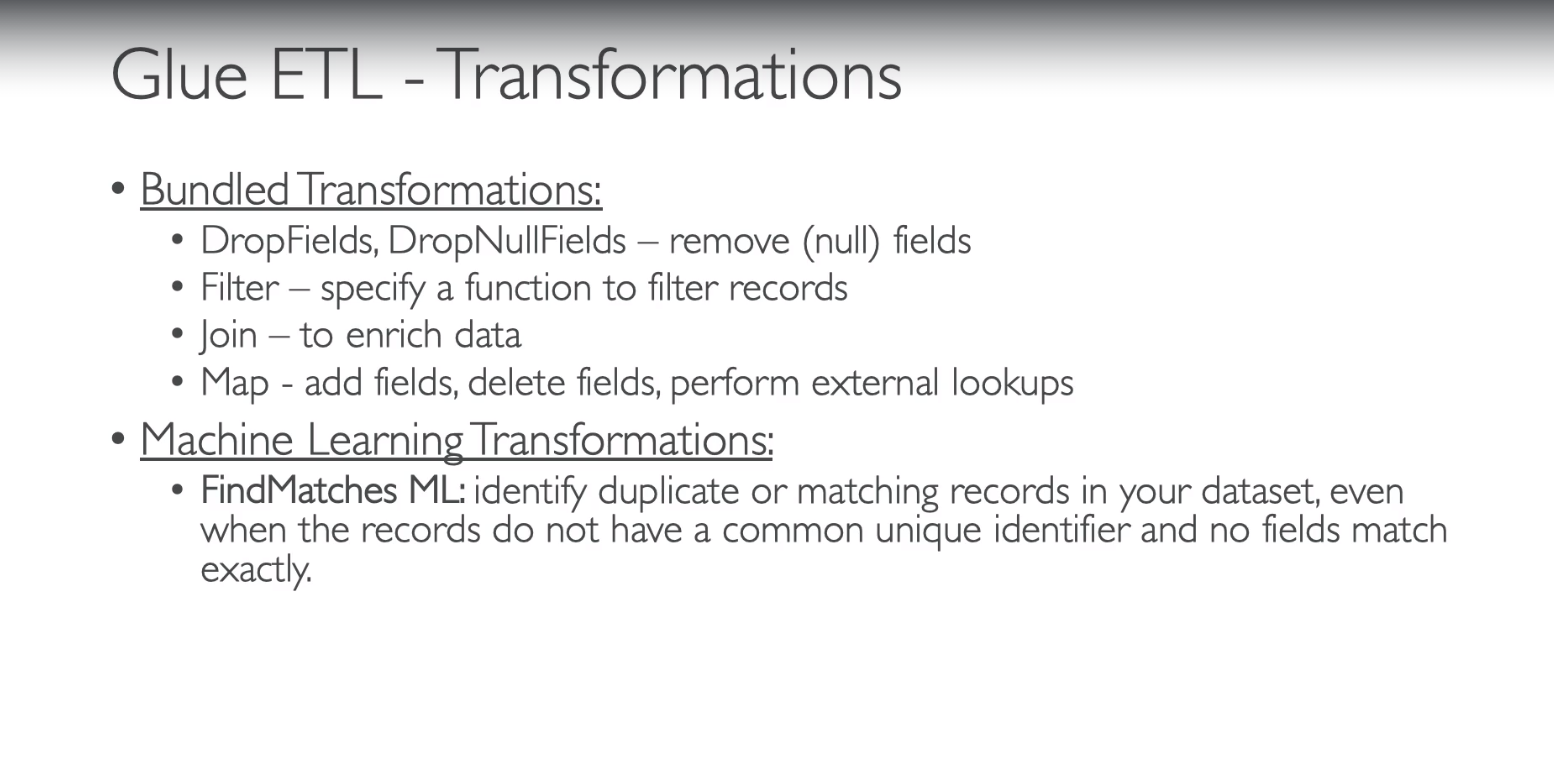 Glue ETL - Transformations
• Bundled Transformations:
• DropFields, DropNullFields – remove (null) fields
• Filter – specify a function to filter records
• Join – to enrich data
• Map - add fields, delete fields, perform external lookups
• Machine Learning Transformations:
• FindMatches ML: identify duplicate or matching records in your dataset, even
when the records do not have a common unique identifier and no fields match
exactly.